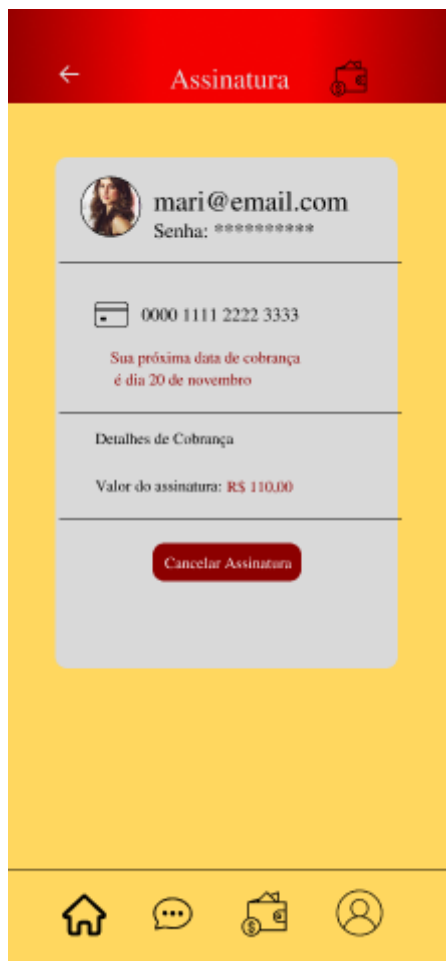 Assinatura
mari@email.com
Senha: **********
0000 1111 2222 3333
Sua próxima data de cobrança
é dia 20 de novembro
Detalhes de Cobrança
Valor do assinatura: R$ 110,00
Cancelar Assinatura